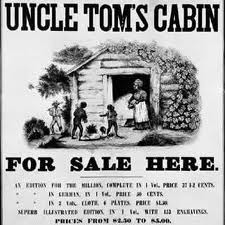 UNCLE TOM'S CABIN
FOR SALE HERE.
AN EDITION FOR THE MILLION, COMPLETE IN 1 Vol. PRICE 37 1-2 CENTS.
" " IN GERMAN, IN 1 Vol. PRICE 50 CENTS.
" " IN 2 Vols. CLOTH, 6 PLATES. PRICE $1.50.
SUPERB ILLUSTRATED EDITION, IN 1 Vol. WITH 153 ENGRAVINGS.
PRICES FROM $2.50 TO $5.00.